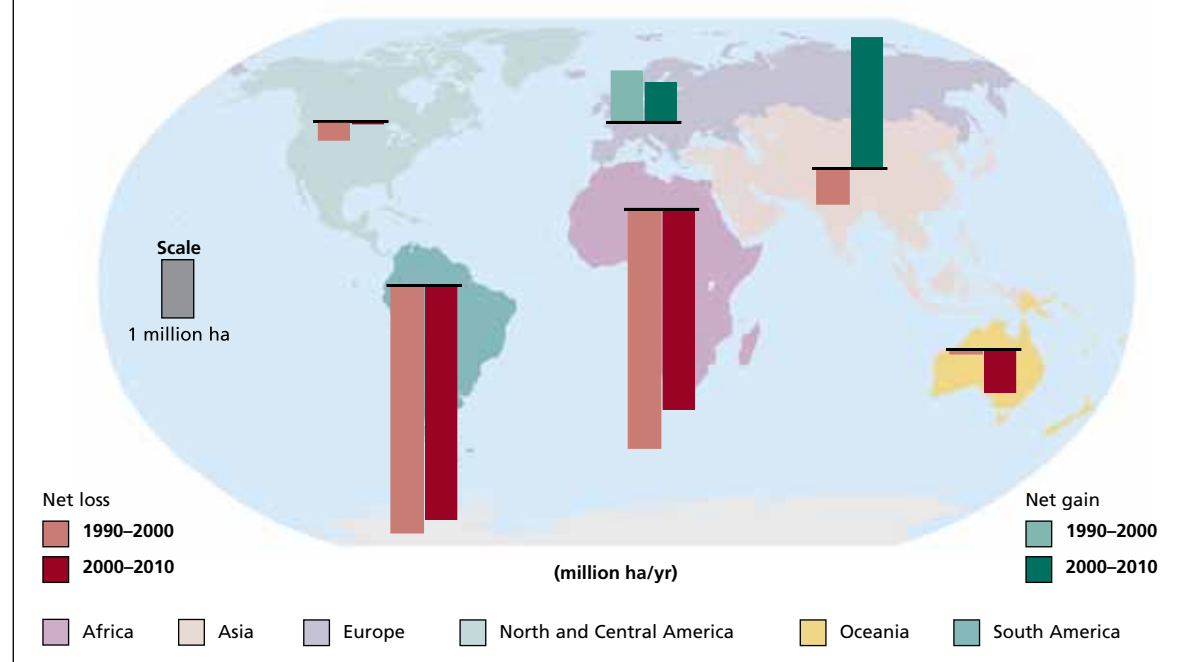 Scale
1 million ha
Net loss
1990–2000
2000–2010
(million ha/yr)
Net gain
1990–2000
2000–2010
Africa
Asia
Europe
North and Central America
Oceania
South America